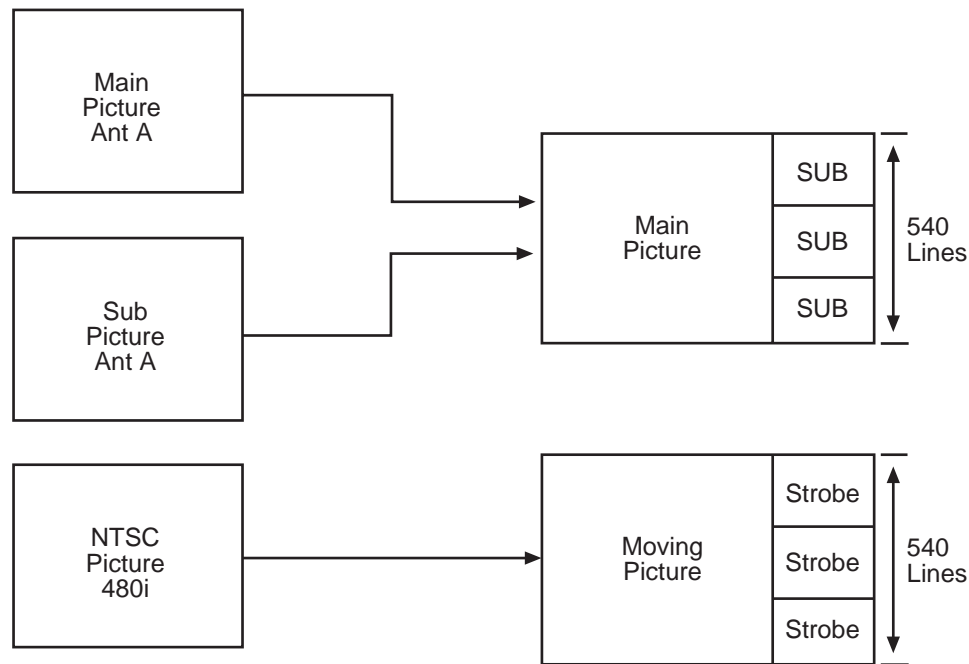 Main
Picture
Ant A
Main
Picture
SUB
SUB
SUB
540
Lines
Sub
Picture
Ant A
NTSC
Picture
480i
Moving
Picture
Strobe
Strobe
Strobe
540
Lines